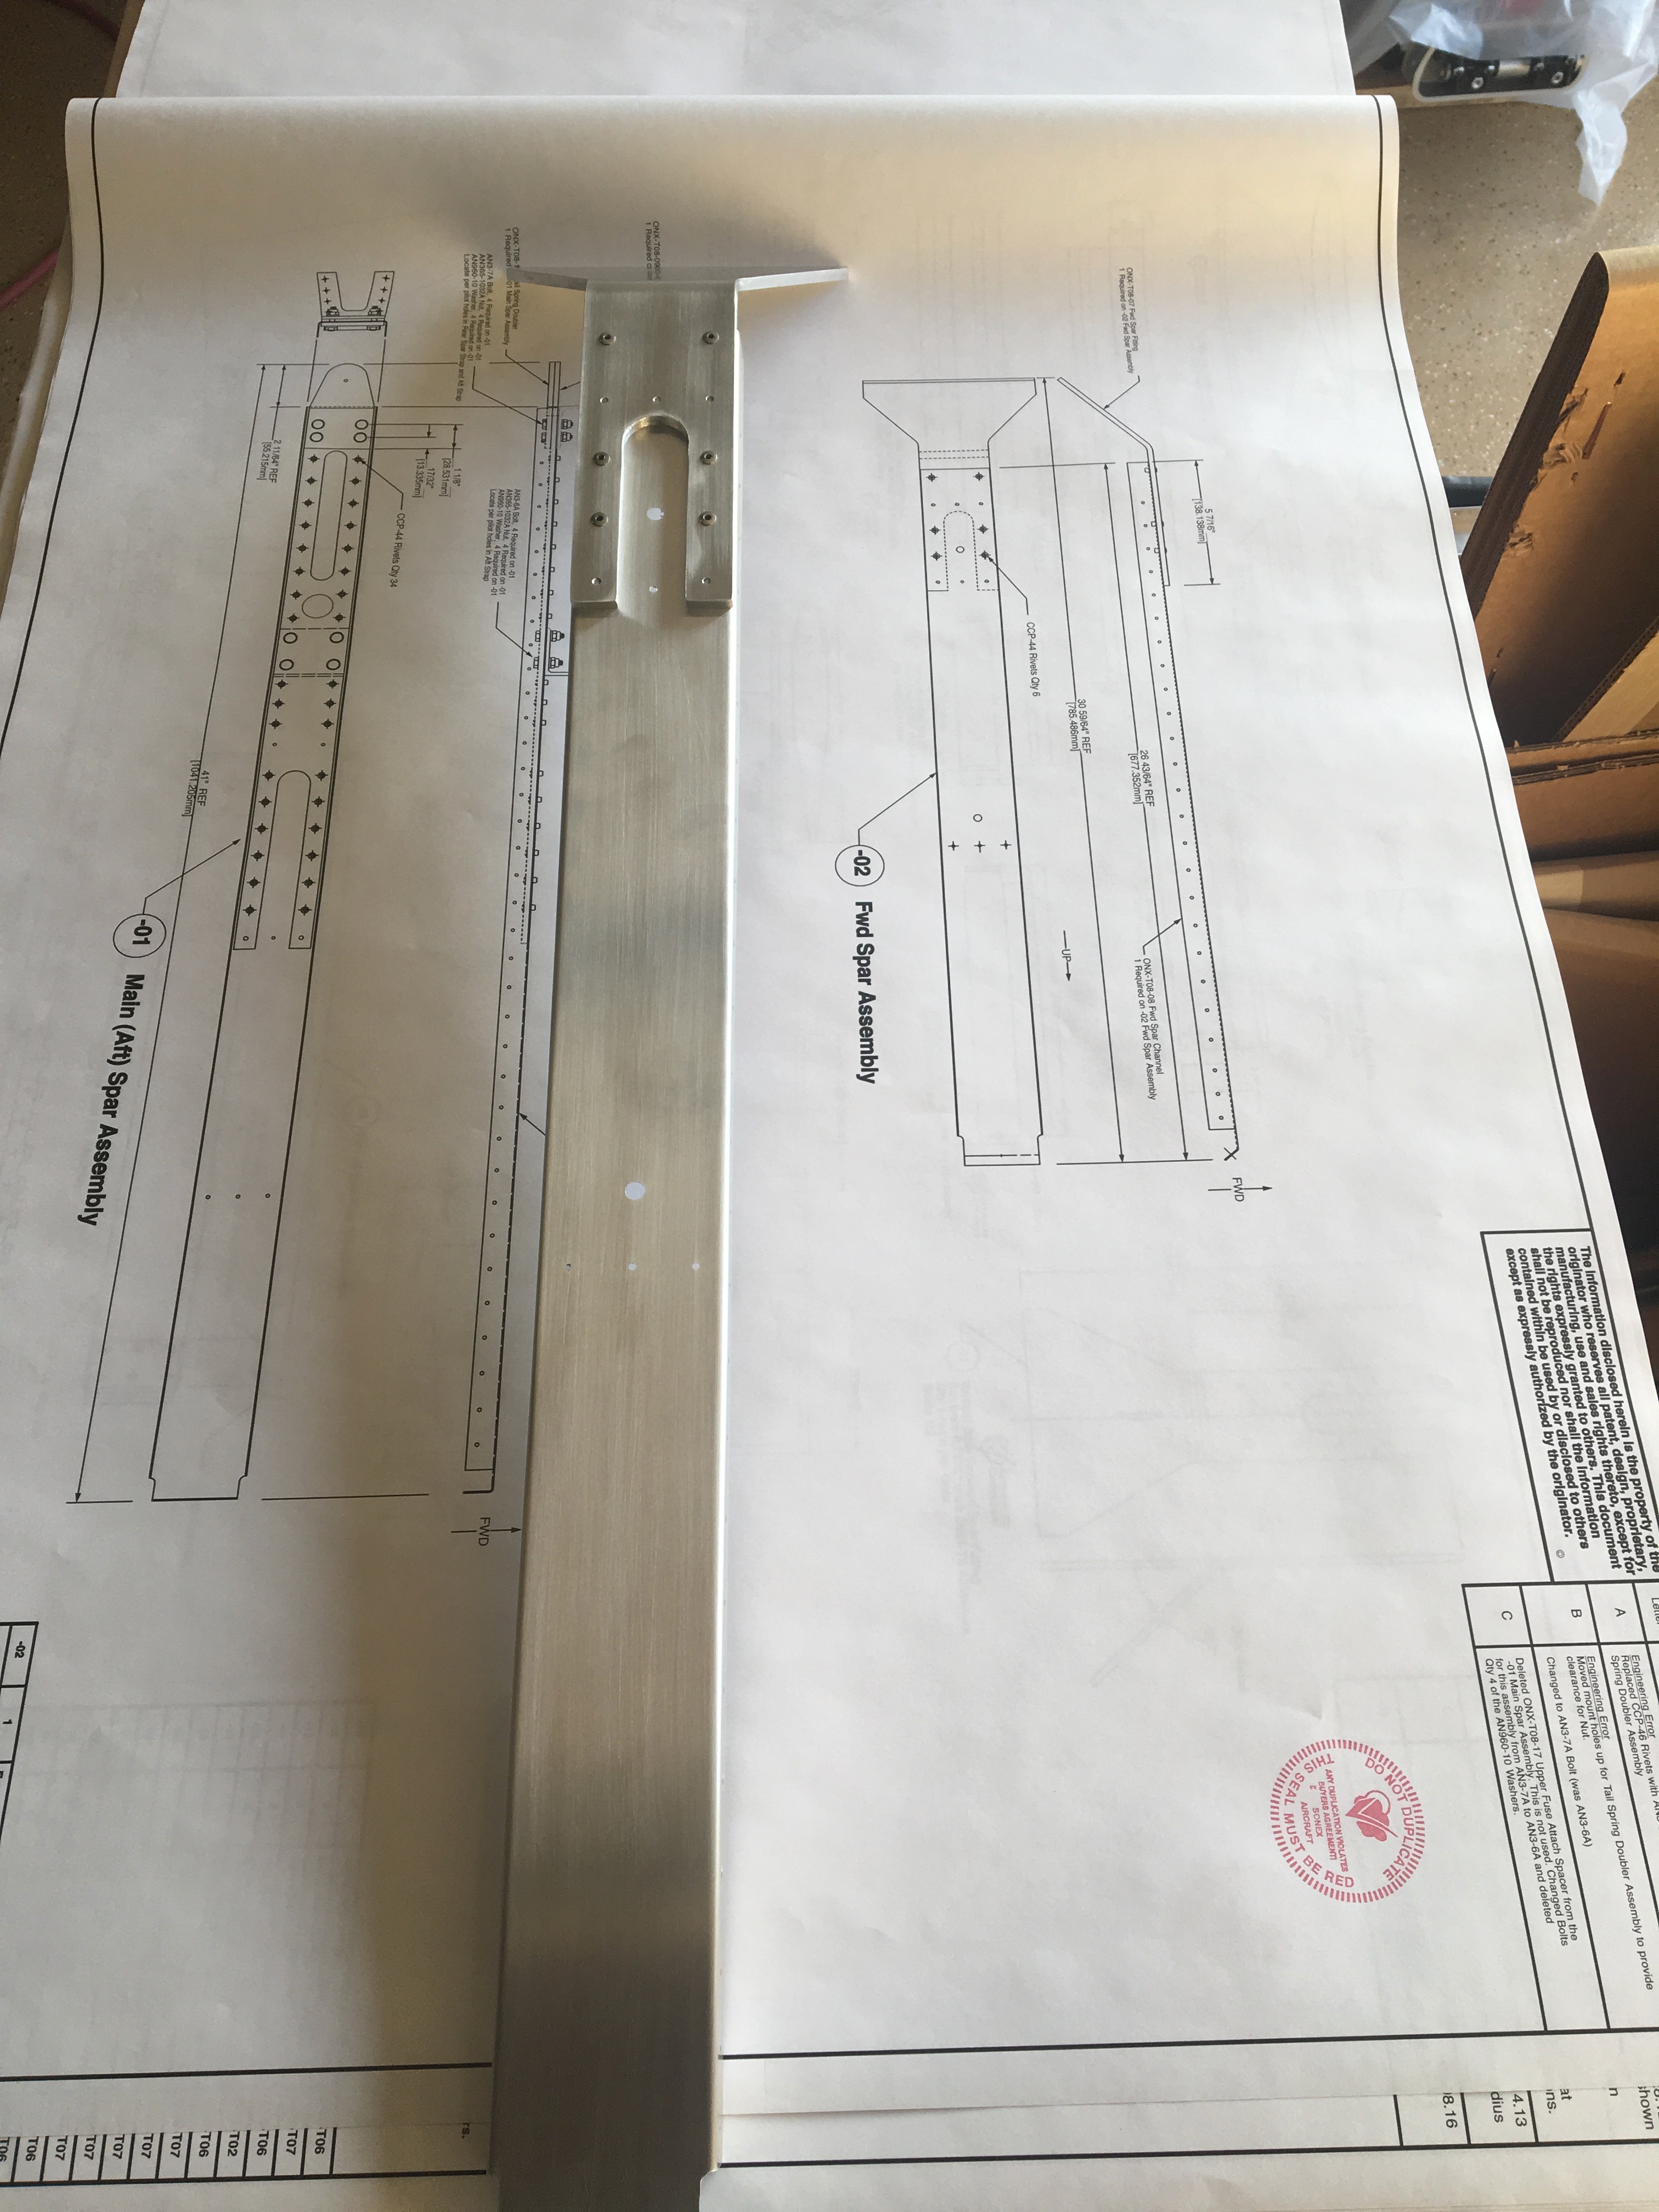 ONX-T08-07 Fwd Spar Fitting
1 Required on -02 Fwd Spar Assembly
5 7/16"
[138.138mm]
CCP-44 Rivets Qty 6
30 59/64" REF
[785.486mm]
26 43/64" REF
[677.352mm]
UP
ONX-T08-08 Fwd Spar Channel
1 Required on -02 Fwd Spar Assembly
FWD
-02
Fwd Spar Assembly
1 Required
1 Required
-01 Main Spar Assembly
AN3-7A Bolt, 4 Required on -01
AN365-1032A Nut, 4 Required on -01
AN960-10 Washer, 4 Required on -01
Locate per pilot holes in Rear Spar Strap and Aft Strap
AN3-6A Bolt, 4 Required on -01
AN365-1032A Nut, 4 Required on -01
AN960-10 Washer, 4 Required on -01
Locate per pilot holes in Aft Strap
1 1/8"
[28.531mm]
17/32"
[13.335mm]
2 11/64" REF
[55.215mm]
CCP-44 Rivets Qty 34
41" REF
[1041.205mm]
-01
Main (Aft) Spar Assembly
FWD
The information disclosed herein is the property of the
originator who reserves all patent, design, proprietary,
manufacturing, use and sales rights thereto, except for
the rights expressly granted to others. This document
shall not be reproduced nor shall the information
contained within be used by or disclosed to others
except as expressly authorized by the originator. ©
A
Engineering Error
Replaced CCP-46 Rivets with
Spring Doubler Assembly
B
Engineering Error
Moved mount holes up for Tail Spring Doubler Assembly to provide
clearance for Nut.
Changed to AN3-7A Bolt (was AN3-6A)
C
Deleted ONX-T08-17 Upper Fuse Attach Spacer from the
-01 Main Spar Assembly. This is not used. Changed Bolts
for this assembly from AN3-7A to AN3-6A and deleted
Qty 4 of the AN960-10 Washers.
DO NOT DUPLICATE
THIS SEAL MUST BE RED
ANY DUPLICATION VIOLATES
BUYERS AGREEMENT!
SONEX
AIRCRAFT
-02
1
shown
4.13
dius
8.16
T06
T07
T06
T02
T06
T07
T07
T07
T07
T07
T06
T06